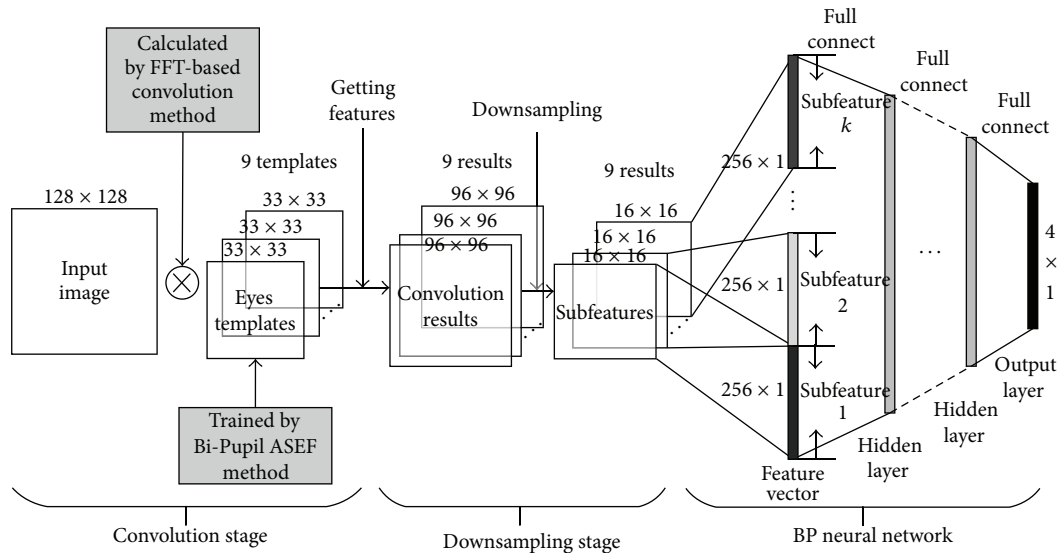 Calculated
by FFT-based
convolution
method
Getting
features
Downsampling
9 templates
9 results
9 results
128 × 128
33 × 33
33 × 33
33 × 33
96 × 96
96 × 96
96 × 96
16 × 16
16 × 16
16 × 16
Input
image
Eyes
templates
Convolution
results
Subfeatures
Trained by
Bi-Pupil ASEF
method
Full
connect
Full
connect
Full
connect
Subfeature
k
256 × 1
Subfeature
2
256 × 1
Subfeature
1
256 × 1
Feature
vector
Hidden
layer
Hidden
layer
Output
layer
4 × 1
Convolution stage
Downsampling stage
BP neural network